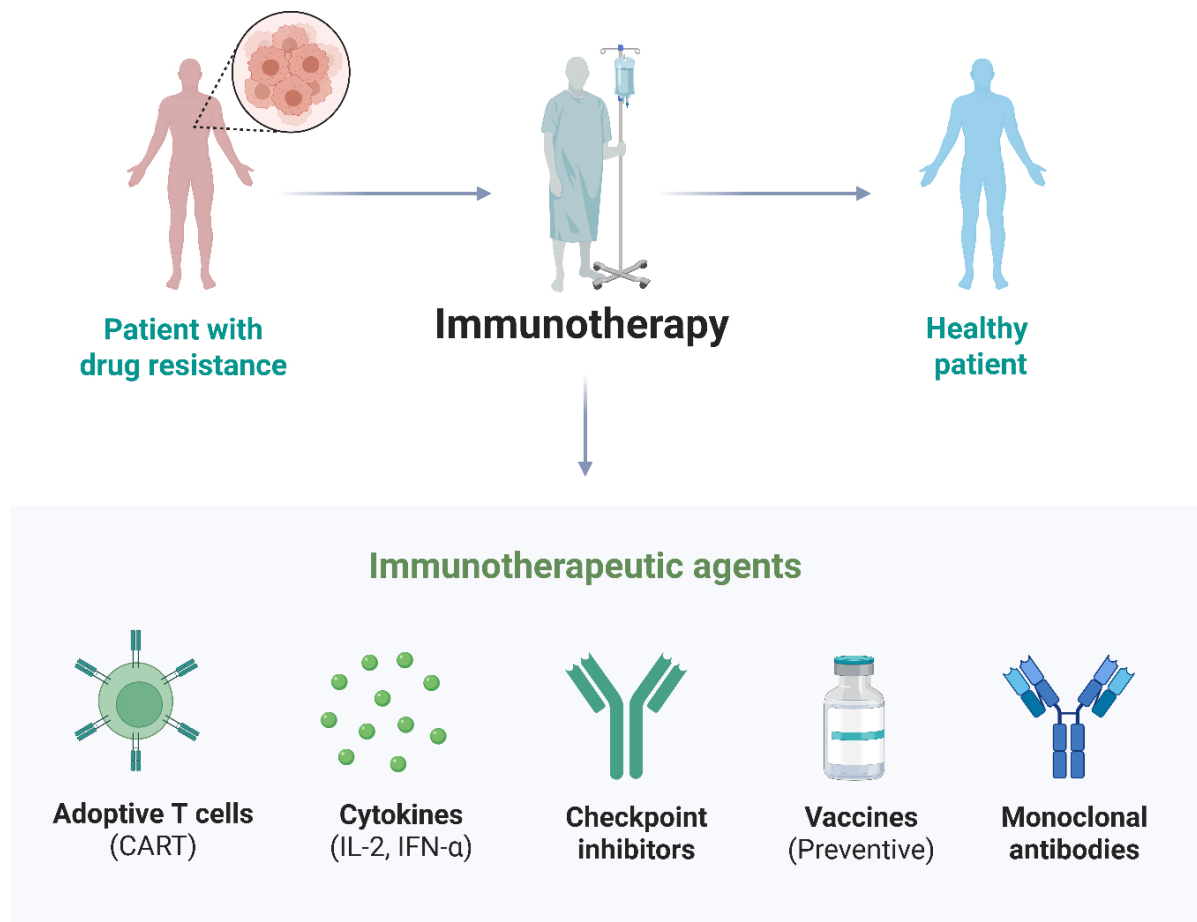 Patient with
drug resistance
Immunotherapy
Healthy
patient
Immunotherapeutic agents
Adoptive T cells
(CART)
Cytokines
(IL-2, IFN-α)
Checkpoint
inhibitors
Vaccines
(Preventive)
Monoclonal
antibodies